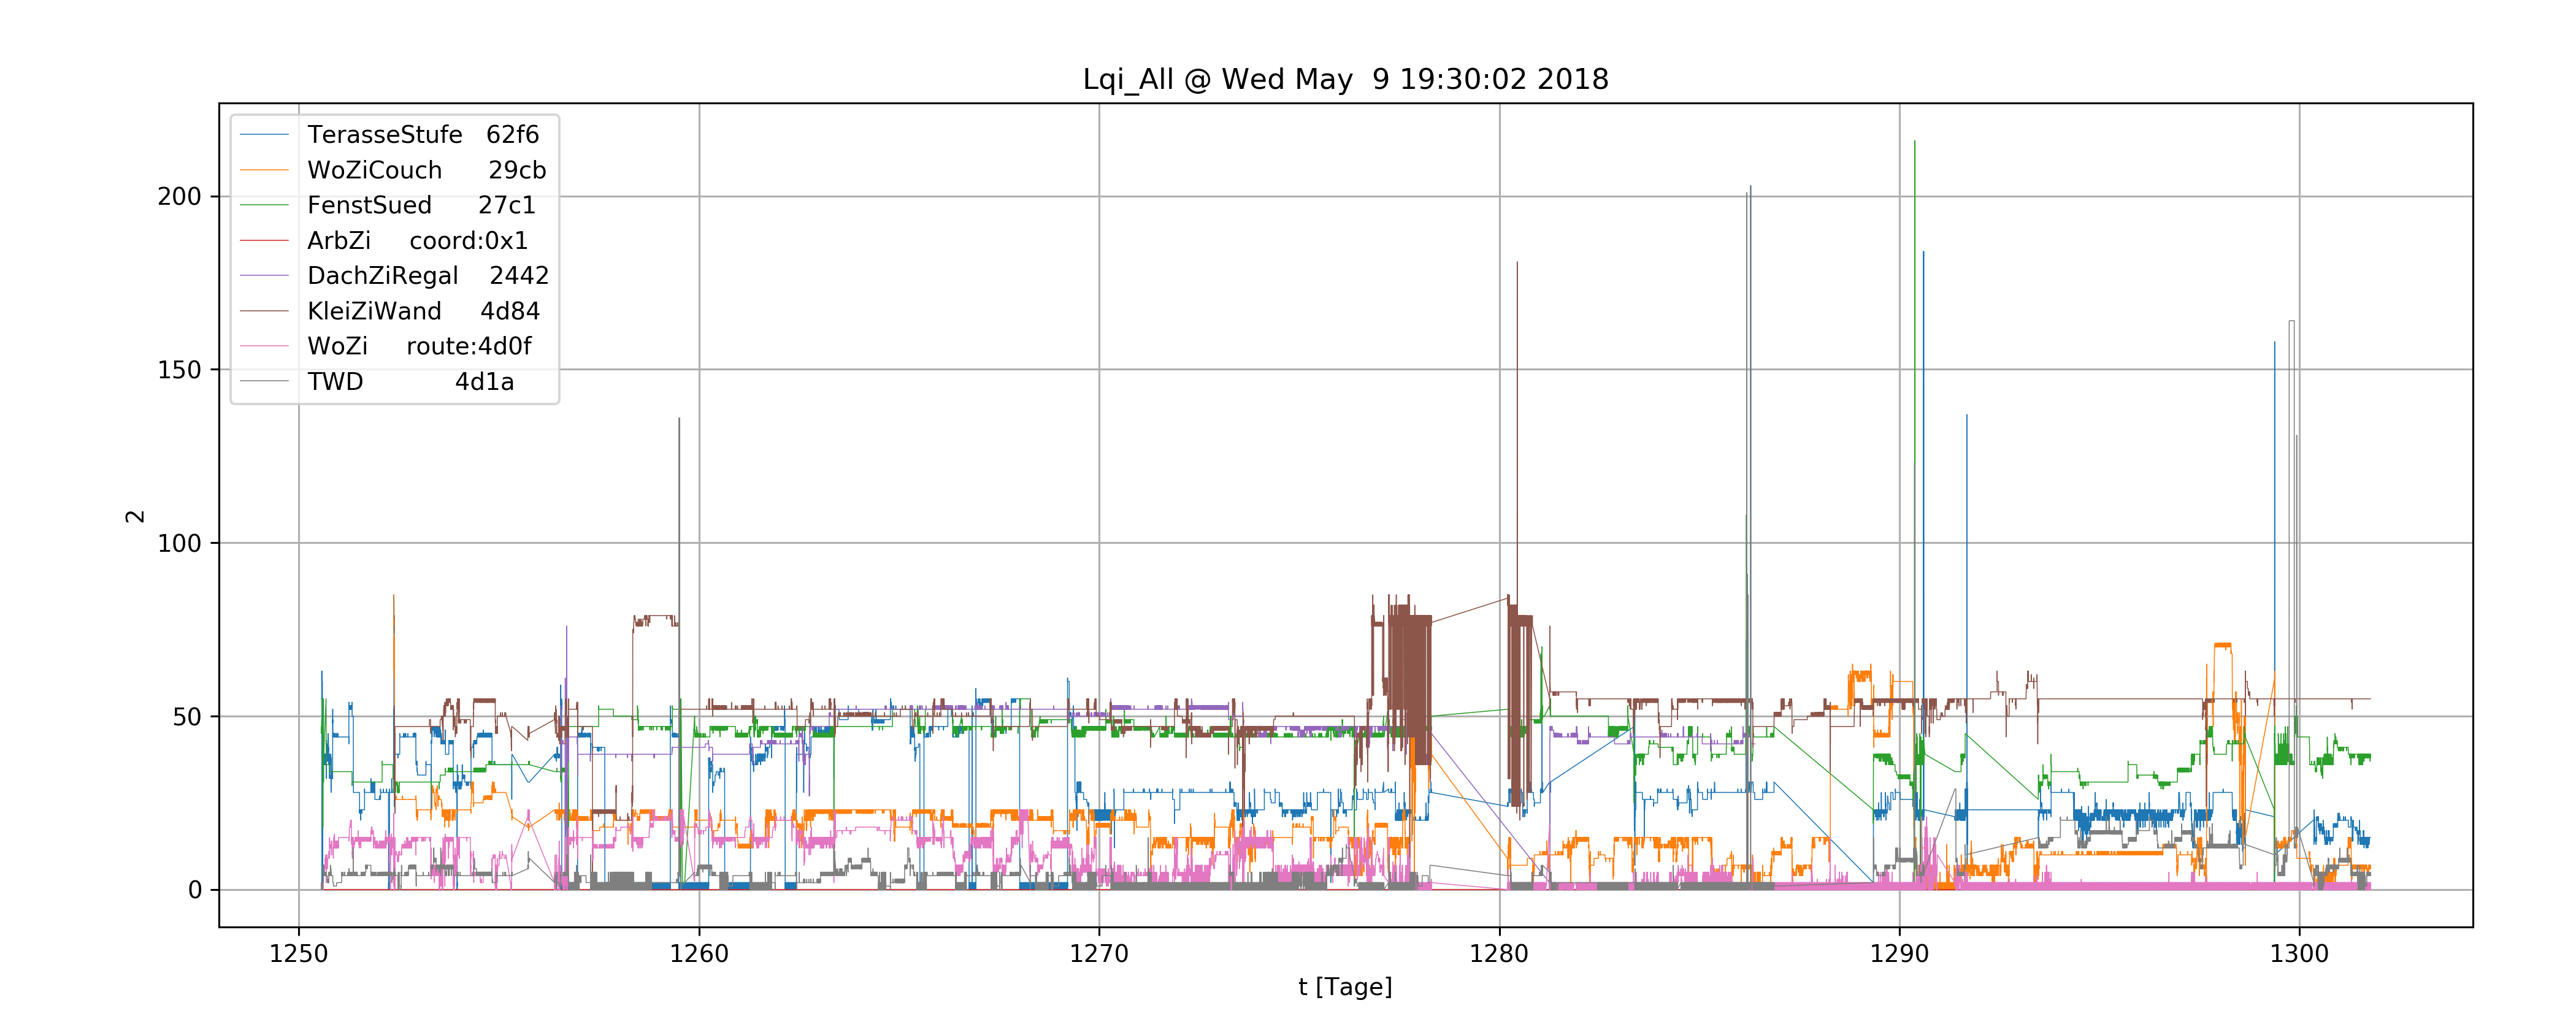 Lqi_All @ Wed May  9 19:30:02 2018
TerasseStufe   62f6
WoZiCouch      29cb
FenstSued      27c1
ArbZi     coord:0x1
DachZiRegal    2442
KleiZiWand     4d84
WoZi     route:4d0f
TWD            4d1a
200
150
100
50
0
2
1250 1260 1270 1280 1290 1300
t [Tage]